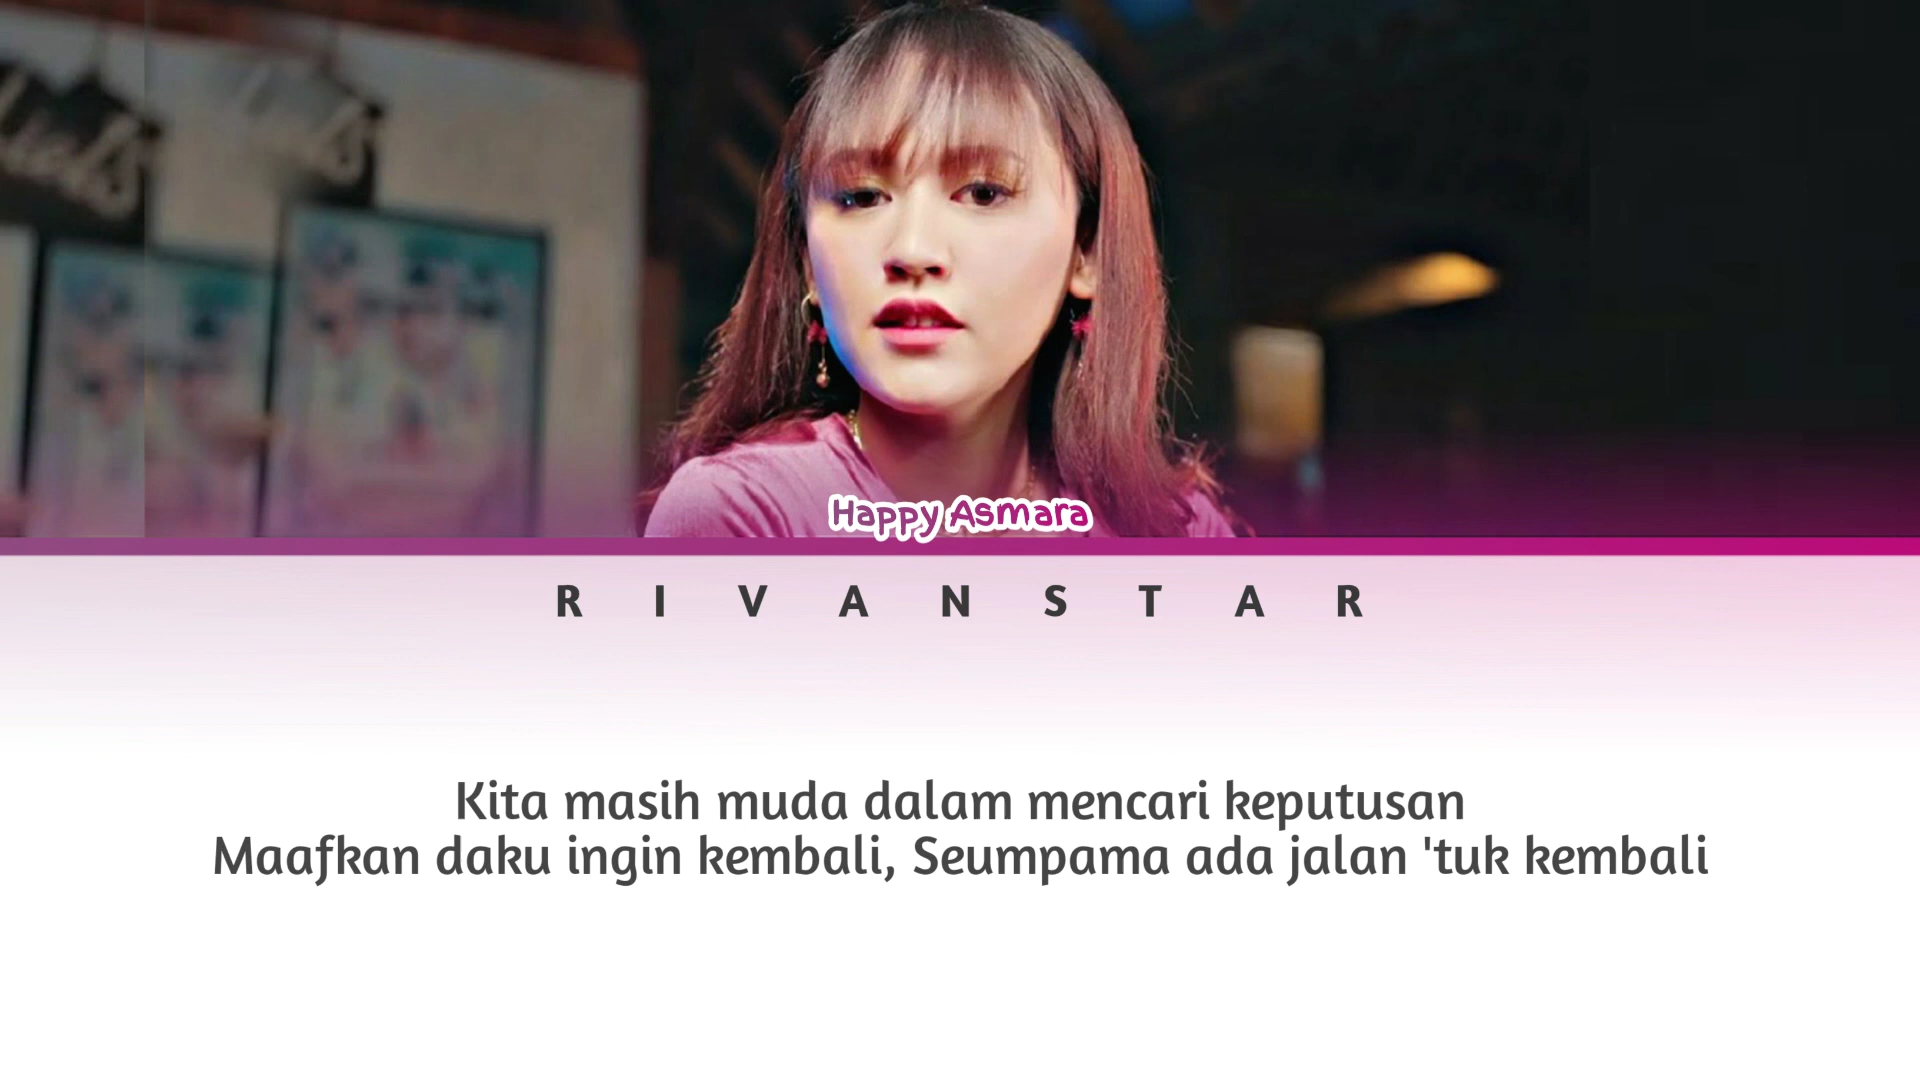 Happy Asmara
R I V A N S T A R
Kita masih muda dalam mencari keputusan
Maafkan daku ingin kembali, Seumpama ada jalan 'tuk kembali